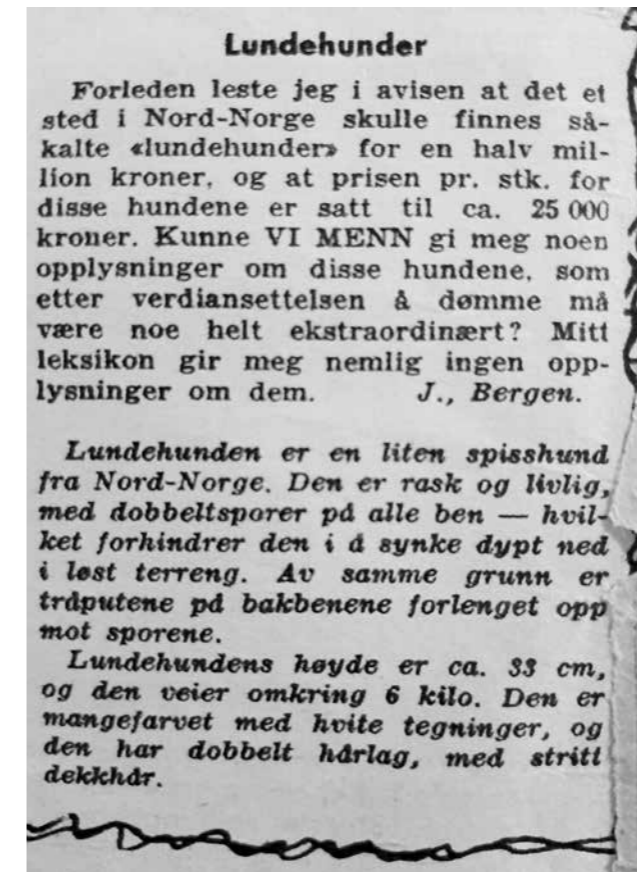 Lundehunder
Forleden leste jeg i avisen at det et
sted i Nord-Norge skulle finnes så-
kalte «lundehunder» for en halv mil-
lion kroner, og at prisen pr. stk. for
disse hundene er satt til ca. 25 000
kroner. Kunne VI MENN gi meg noen
opplysninger om disse hundene, som
etter verdiansettelsen å dømme må
være noe helt ekstraordinært? Mitt
leksikon gir meg nemlig ingen opp-
lysninger om dem. J., Bergen.
Lundehunden er en liten spisshund
fra Nord-Norge. Den er rask og livlig,
med dobbeltsporer på alle ben — hvil-
ket forhindrer den i å synke dypt ned
i løst terreng. Av samme grunn er
tråputene på bakbenene forlenget opp
mot sporene.
Lundehundens høyde er ca. 33 cm,
og den veier omkring 6 kilo. Den er
mangefarvet med hvite tegninger, og
den har dobbelt hårlag, med stritt
dekkhår.